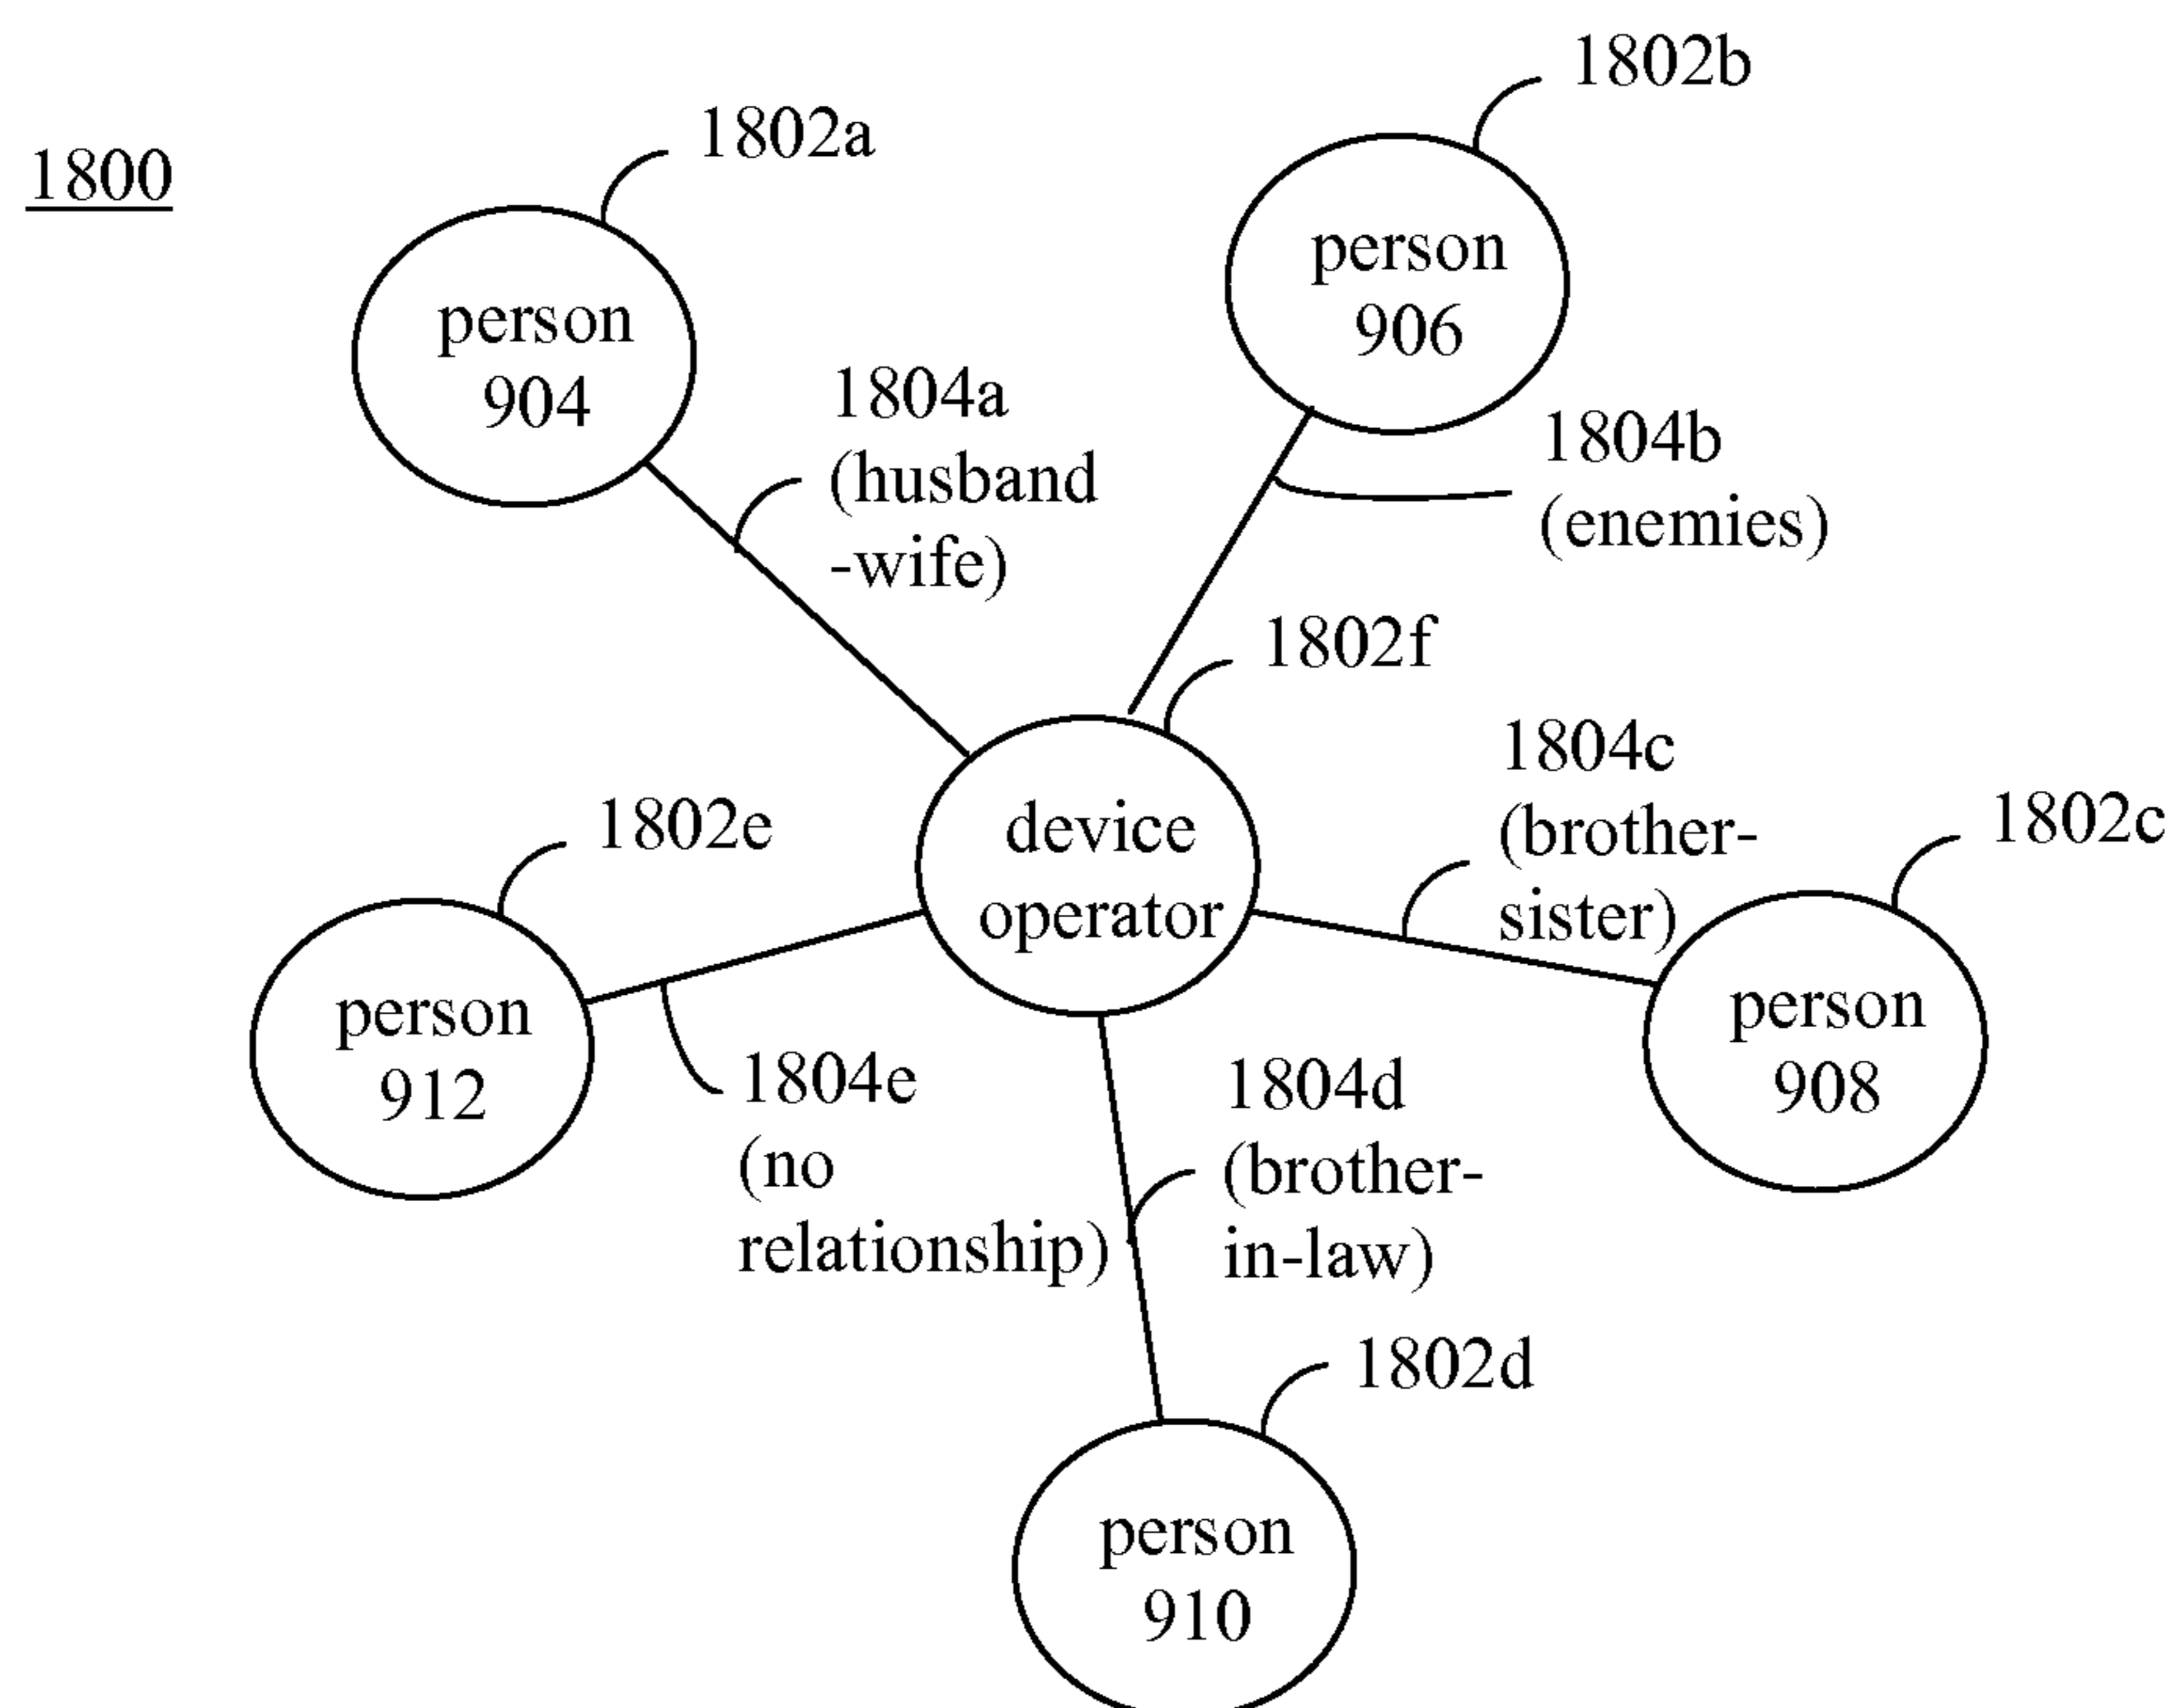 1800
1802a
1802b
person
904
person
906
1804a
(husband
-wife)
1804b
(enemies)
1802f
device
operator
1804c
(brother-
sister)
1802c
person
908
1802e
person
912
1804e
(no
relationship)
1804d
(brother-
in-law)
1802d
person
910